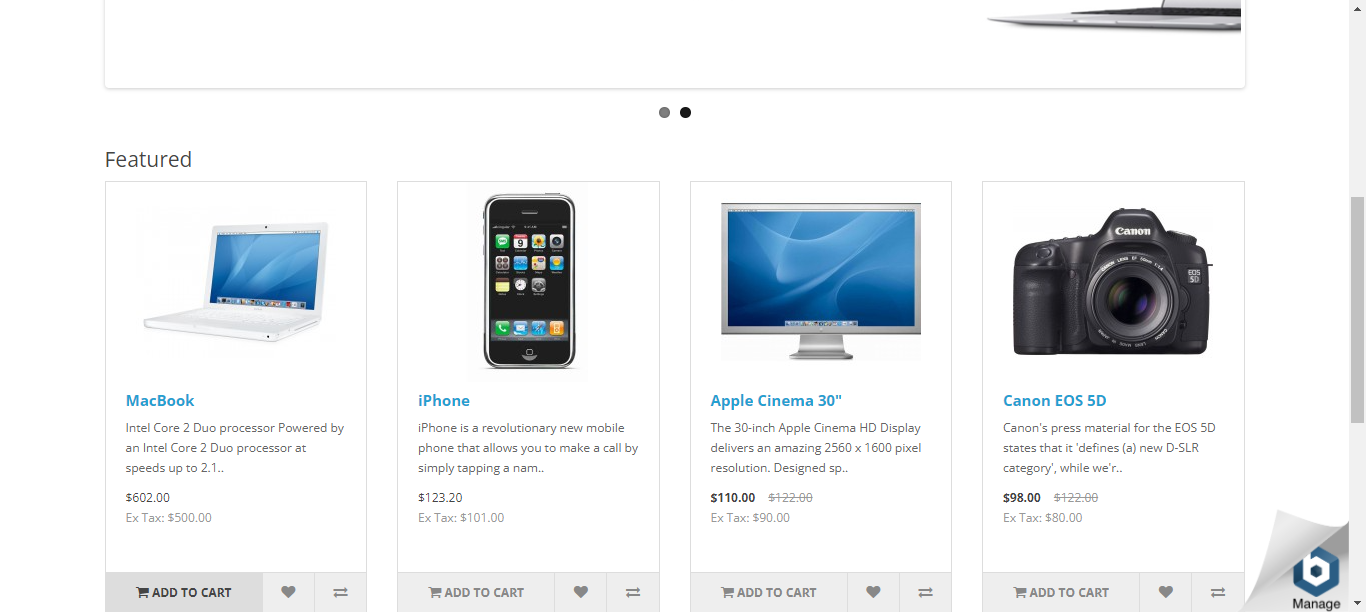 Featured
MacBook
Intel Core 2 Duo processor Powered by
an Intel Core 2 Duo processor at
speeds up to 2.1..
$602.00
Ex Tax: $500.00
ADD TO CART
iPhone
iPhone is a revolutionary new mobile
phone that allows you to make a call by
simply tapping a nam..
$123.20
Ex Tax: $101.00
ADD TO CART
Apple Cinema 30"
The 30-inch Apple Cinema HD Display
delivers an amazing 2560 x 1600 pixel
resolution. Designed sp..
$110.00 $122.00
Ex Tax: $90.00
ADD TO CART
Canon
EOS
5D
Canon EOS 5D
Canon's press material for the EOS 5D
states that it 'defines (a) new D-SLR
category', while we'r..
$98.00 $122.00
Ex Tax: $80.00
ADD TO CART
b
Manage